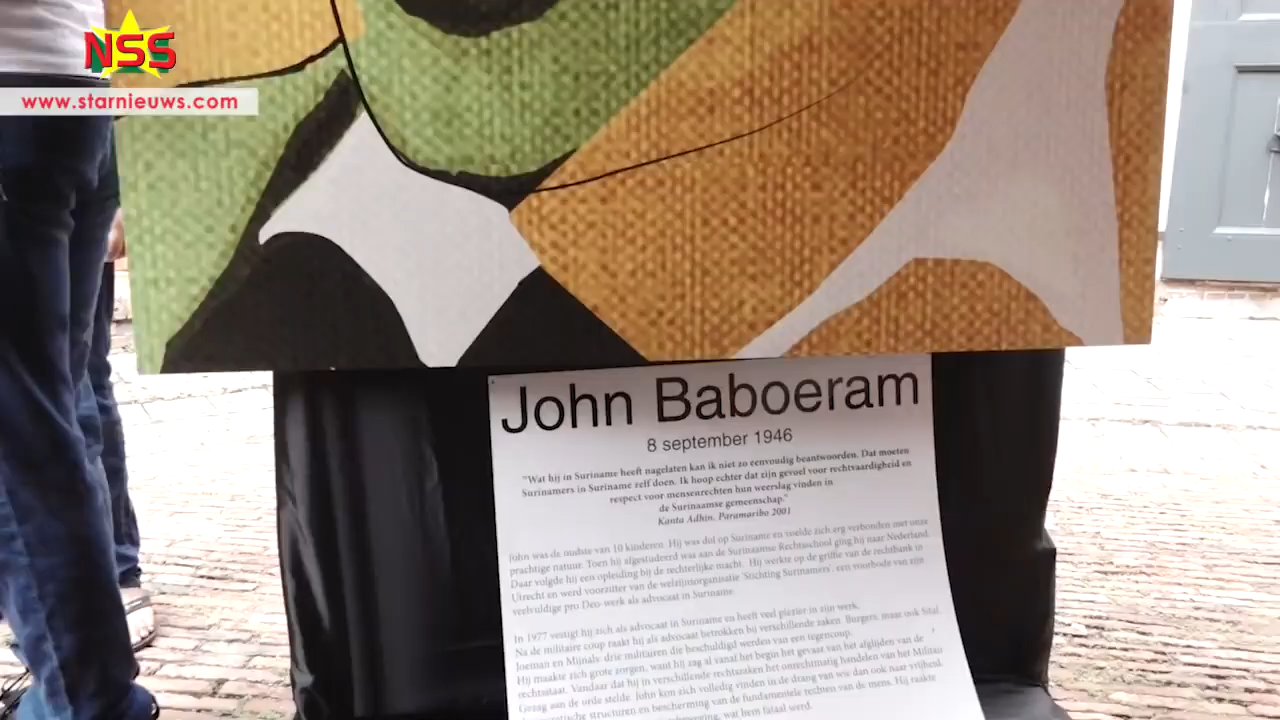 NSS
www.starnieuws.com
John Baboeram
8 september 1946
"Wat hij in Suriname heeft nagelaten kan ik niet zo eenvoudig beantwoorden. Dat moeten
Surinamers in Suriname zelf doen. Ik hoop echter dat zijn gevoel voor rechtvaardigheid en
respect voor mensenrechten hun weerslag vinden in
de Surinaamse gemeenschap."
Kanta Adhin, Paramaribo 2001
John was de oudste van 10 kinderen. Hij was dol op Suriname en voelde zich erg verbonden met onze
prachtige natuur. Toen hij afgestudeerd was aan de Surinaamse Rechtsschool ging hij naar Nederland.
Daar volgde hij een opleiding bij de rechterlijke macht. Hij werkte op de griffie van de rechtbank in
Utrecht en werd voorzitter van de welzijnsorganisatie 'Stichting Surinamers', een voorbode van zijn
veelvuldige pro Deo-werk als advocaat in Suriname.
In 1977 vestigt hij zich als advocaat in Suriname en heeft veel plezier in zijn werk.
Na de militaire coup raakt hij als advocaat betrokken bij verschillende zaken. Burgers, maar ook Sital,
Joeman en Mijnals: drie militairen die beschuldigd werden van een tegencoup.
Hij maakte zich grote zorgen, want hij zag al vanaf het begin het gevaar van het afglijden van de
rechtsstaat. Vandaar dat hij in verschillende rechtszaken het onrechtmatig handelen van het Militair
Gezag aan de orde stelde. John kon zich volledig vinden in de drang van wie dan ook naar vrijheid,
structuren en bescherming van de fundamentele rechten van de mens. Hij raakte
wat hem fataal werd.